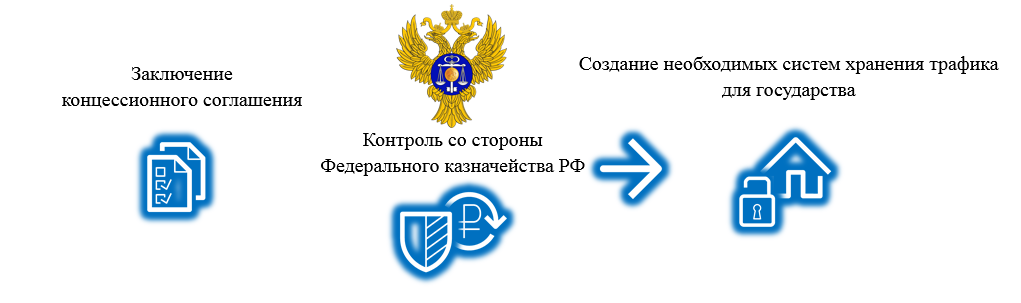 Заключение
концессионного соглашения
Контроль со стороны
Федерального казначейства РФ
Создание необходимых систем хранения трафика
для государства